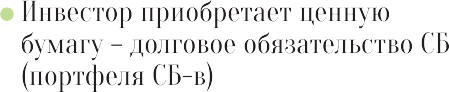 Инвестор приобретает ценную
бумагу – долговое обязательство СБ
(портфеля СБ-в)